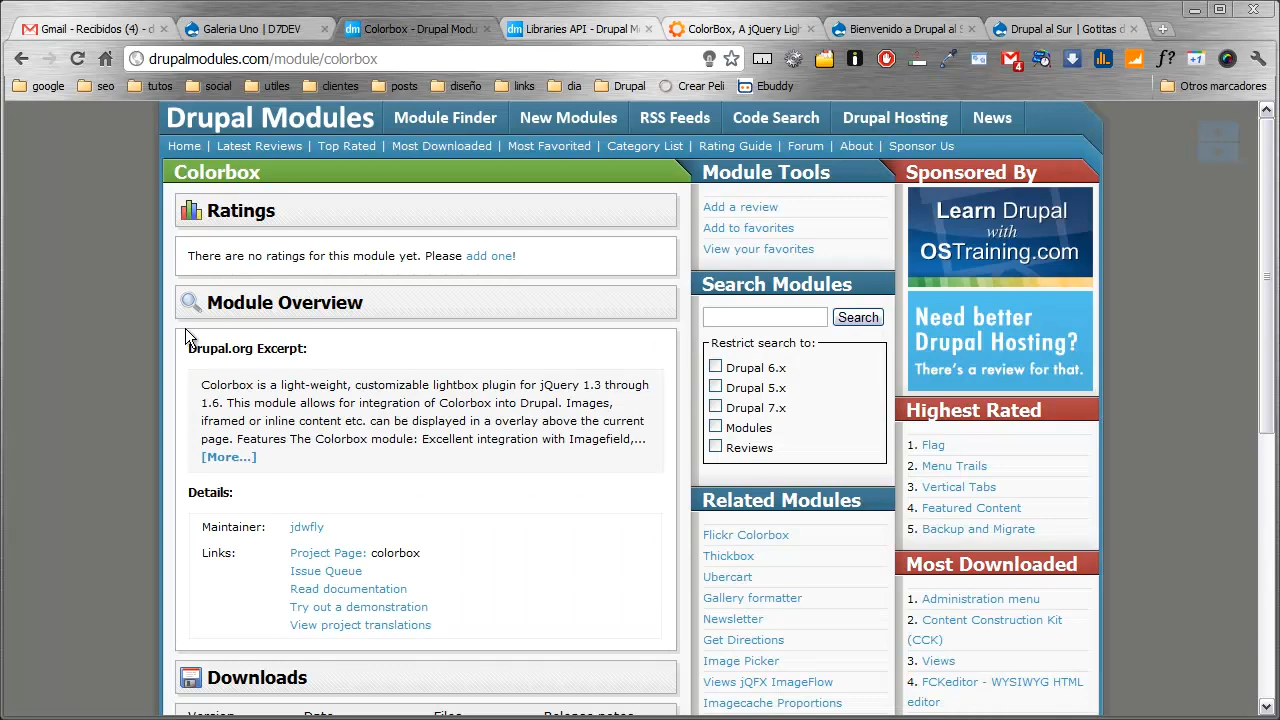 Gmail - Recibidos (4) - d
Galeria Uno | D7DEV
Colorbox - Drupal Modu
Libraries API - Drupal M
ColorBox, A jQuery Ligh
Bienvenido a Drupal al S
Drupal al Sur | Gotitas d
drupalmodules.com/module/colorbox
google
seo
tutos
social
utiles
clientes
posts
diseño
links
dia
Drupal
Crear Peli
Ebuddy
Otros marcadores
Drupal Modules
Module Finder
New Modules
RSS Feeds
Code Search
Drupal Hosting
News
Home | Latest Reviews | Top Rated | Most Downloaded | Most Favorited | Category List | Rating Guide | Forum | About | Sponsor Us
Colorbox
Ratings
There are no ratings for this module yet. Please add one!
Module Overview
Drupal.org Excerpt:
Colorbox is a light-weight, customizable lightbox plugin for jQuery 1.3 through
1.6. This module allows for integration of Colorbox into Drupal. Images,
iframed or inline content etc. can be displayed in a overlay above the current
page. Features The Colorbox module: Excellent integration with Imagefield,...
[More...]
Details:
Maintainer: jdwfly
Links: Project Page: colorbox
Issue Queue
Read documentation
Try out a demonstration
View project translations
Downloads
Version Date Files Release notes
Module Tools
Add a review
Add to favorites
View your favorites
Search Modules
Search
Restrict search to:
Drupal 6.x
Drupal 5.x
Drupal 7.x
Modules
Reviews
Related Modules
Flickr Colorbox
Thickbox
Ubercart
Gallery formatter
Newsletter
Get Directions
Image Picker
Views jQFX ImageFlow
Imagecache Proportions
Sponsored By
Learn Drupal
with
OSTraining.com
Need better
Drupal Hosting?
There's a review for that.
Highest Rated
1. Flag
2. Menu Trails
3. Vertical Tabs
4. Featured Content
5. Backup and Migrate
Most Downloaded
1. Administration menu
2. Content Construction Kit
(CCK)
3. Views
4. FCKeditor - WYSIWYG HTML
editor